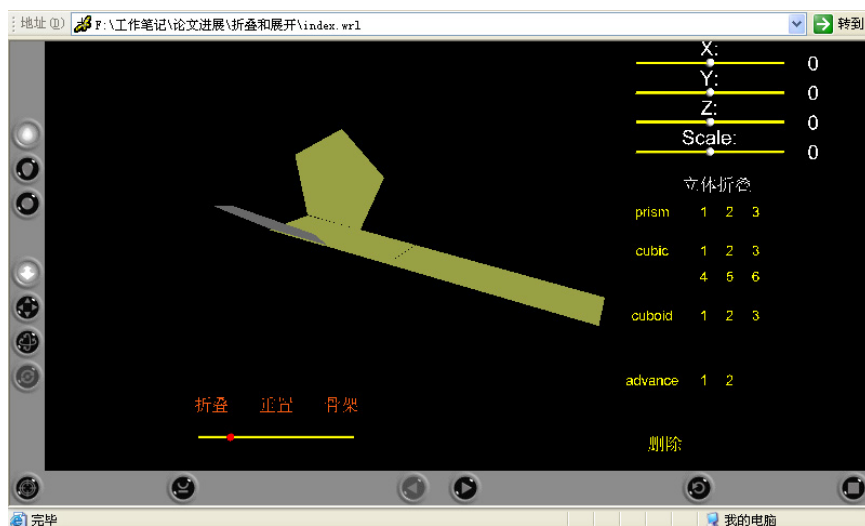 地址(D) F:\工作笔记\论文进展\折叠和展开\index.wrl 转到
X: 0
Y: 0
Z: 0
Scale: 0
立体折叠
prism 1 2 3
cubic 1 2 3
4 5 6
cuboid 1 2 3
advance 1 2
折叠 正置 骨架
删除
完毕 我的电脑